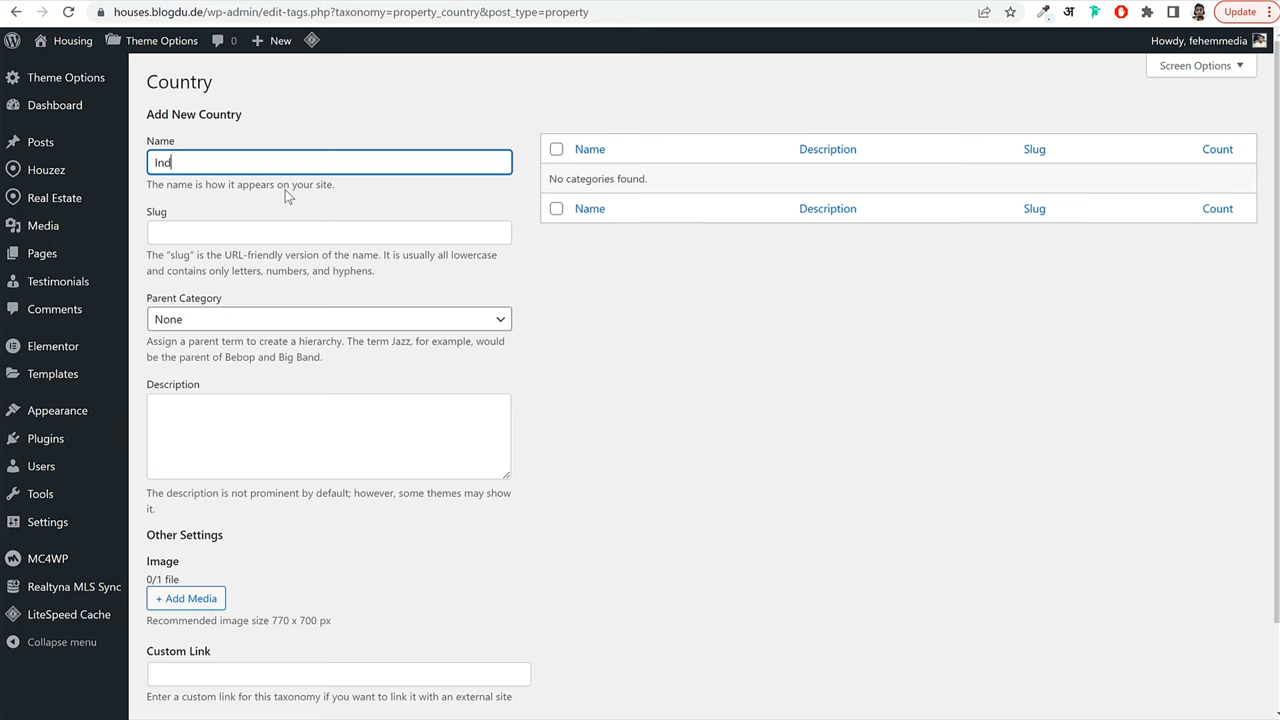 houses.blogdu.de/wp-admin/edit-tags.php?taxonomy=property_country&post_type=property
अ
Update
Housing
Theme Options
0
New
Howdy, fehemmedia
Screen Options
Theme Options
Dashboard
Posts
Houzez
Real Estate
Media
Pages
Testimonials
Comments
Elementor
Templates
Appearance
Plugins
Users
Tools
Settings
MC4WP
Realtyna MLS Sync
LiteSpeed Cache
Collapse menu
Country
Add New Country
Name
Ind
The name is how it appears on your site.
Slug
The “slug” is the URL-friendly version of the name. It is usually all lowercase
and contains only letters, numbers, and hyphens.
Parent Category
None
Assign a parent term to create a hierarchy. The term Jazz, for example, would
be the parent of Bebop and Big Band.
Description
The description is not prominent by default; however, some themes may show
it.
Other Settings
Image
0/1 file
+ Add Media
Recommended image size 770 x 700 px
Custom Link
Enter a custom link for this taxonomy if you want to link it with an external site
Name Description Slug Count
No categories found.
Name Description Slug Count